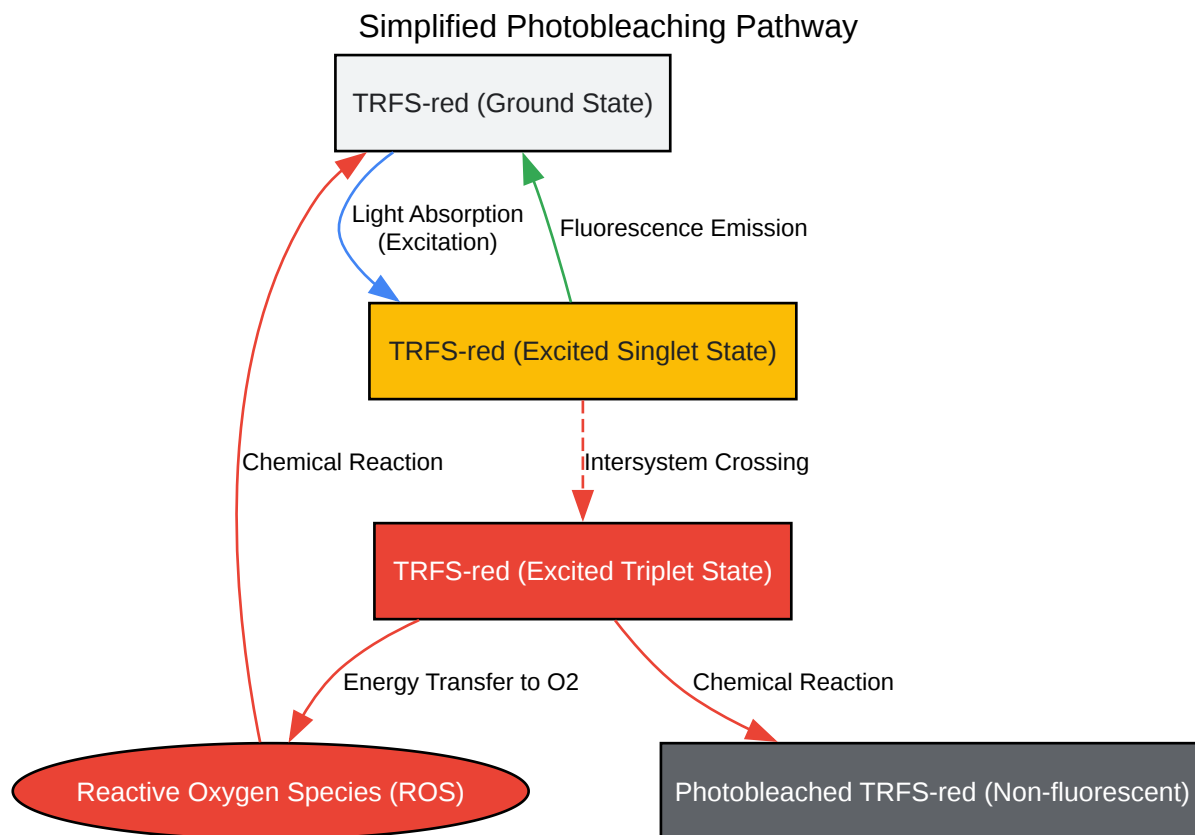 Simplified Photobleaching Pathway
TRFS-red (Ground State)
Light Absorption
(Excitation)
Fluorescence Emission
TRFS-red (Excited Singlet State)
Chemical Reaction
Intersystem Crossing
TRFS-red (Excited Triplet State)
Energy Transfer to O2
Chemical Reaction
Reactive Oxygen Species (ROS)
Photobleached TRFS-red (Non-fluorescent)